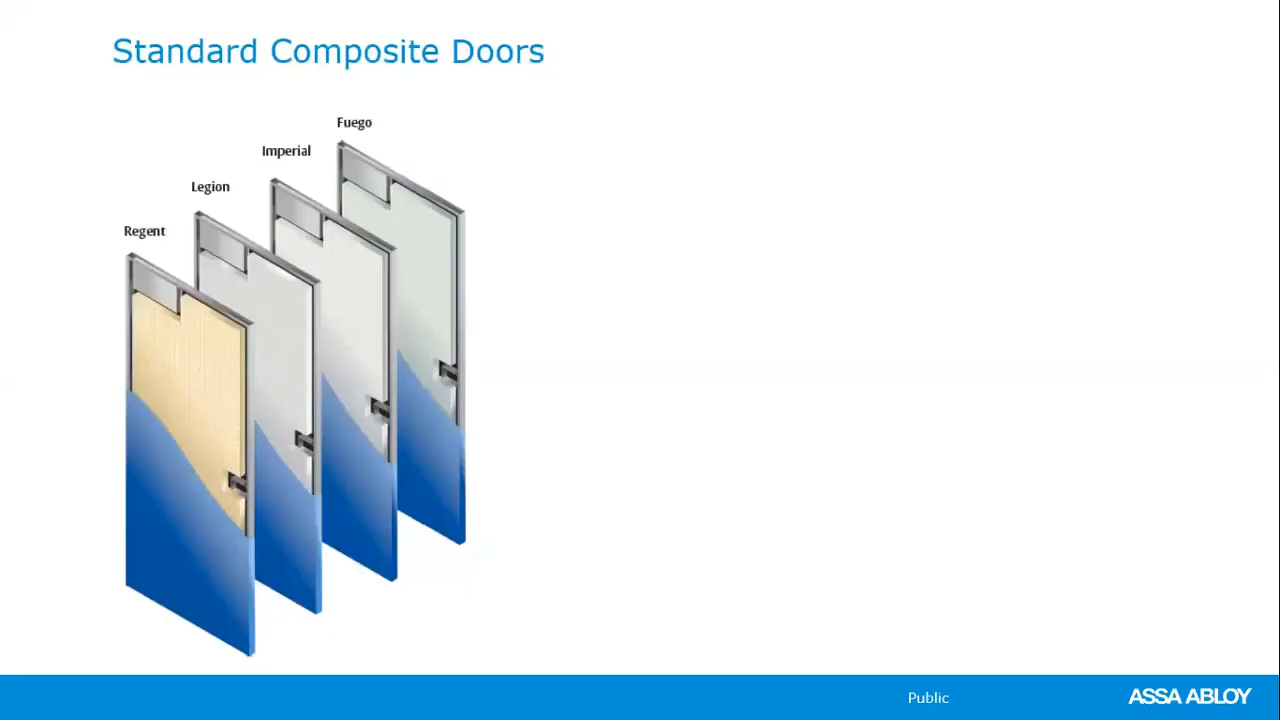 Standard Composite Doors
Fuego
Imperial
Legion
Regent
Public
ASSA ABLOY